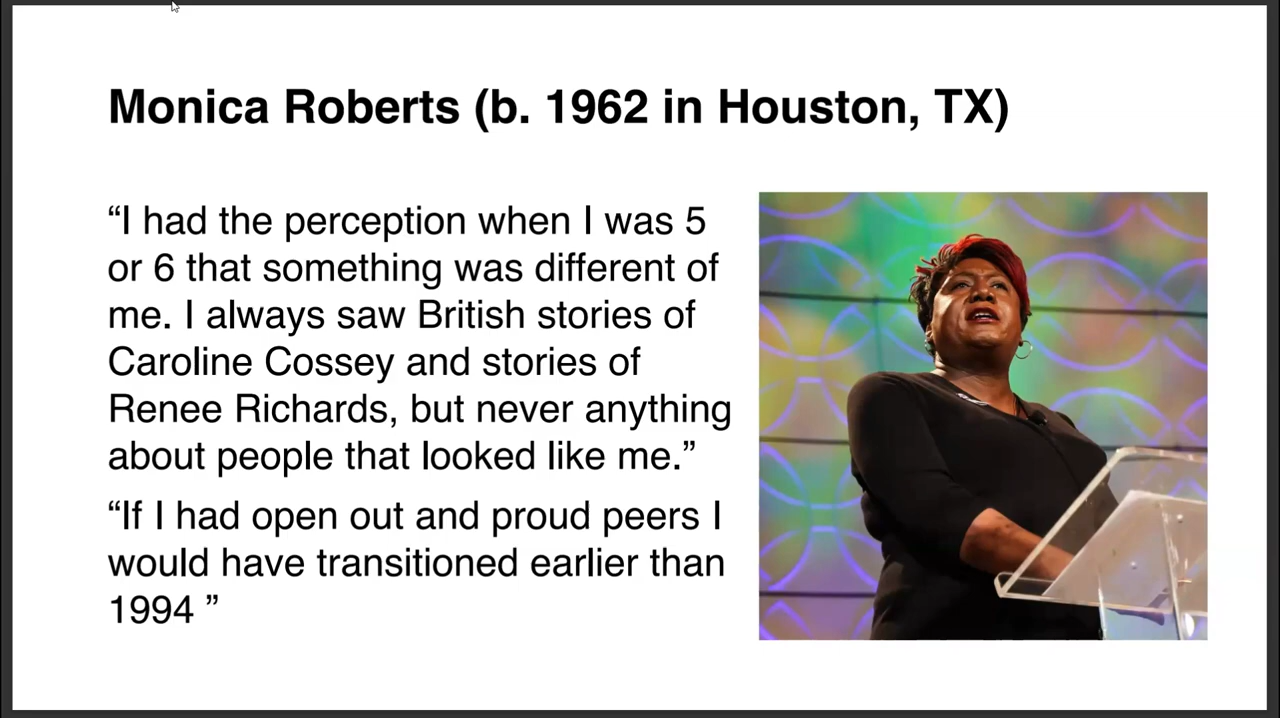 Monica Roberts (b. 1962 in Houston, TX)
“I had the perception when I was 5
or 6 that something was different of
me. I always saw British stories of
Caroline Cossey and stories of
Renee Richards, but never anything
about people that looked like me.”
“If I had open out and proud peers I
would have transitioned earlier than
1994 ”